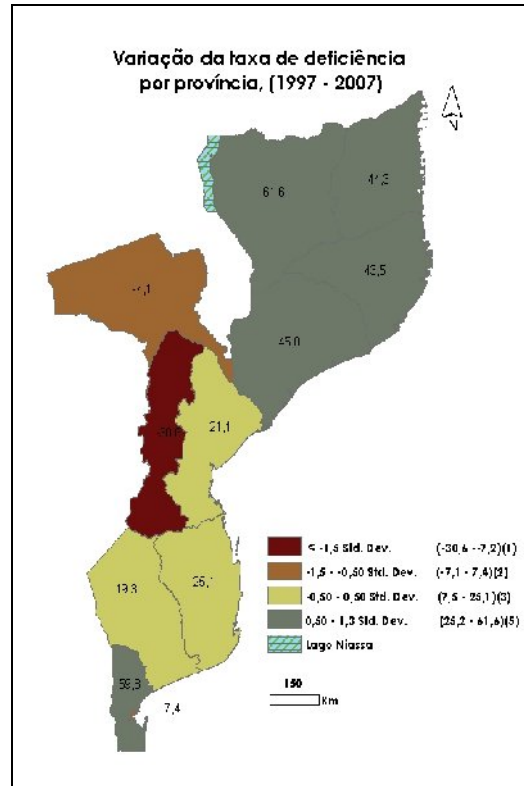 Variação da taxa de deficiência
por província, (1997 - 2007)
61,6
44,3
43,5
45,0
21,1
19,3
25,1
7,4
≤ -1,5 Std. Dev. (-30,6 --7,2)(1)
-1,5 - -0,50 Std. Dev. (-7,1 - 7,4)(2)
-0,50 - 0,50 Std. Dev. (7,5 - 25,1)(3)
0,50 - 1,3 Std. Dev. (25,2 - 61,6)(5)
Lago Niassa
150
Km